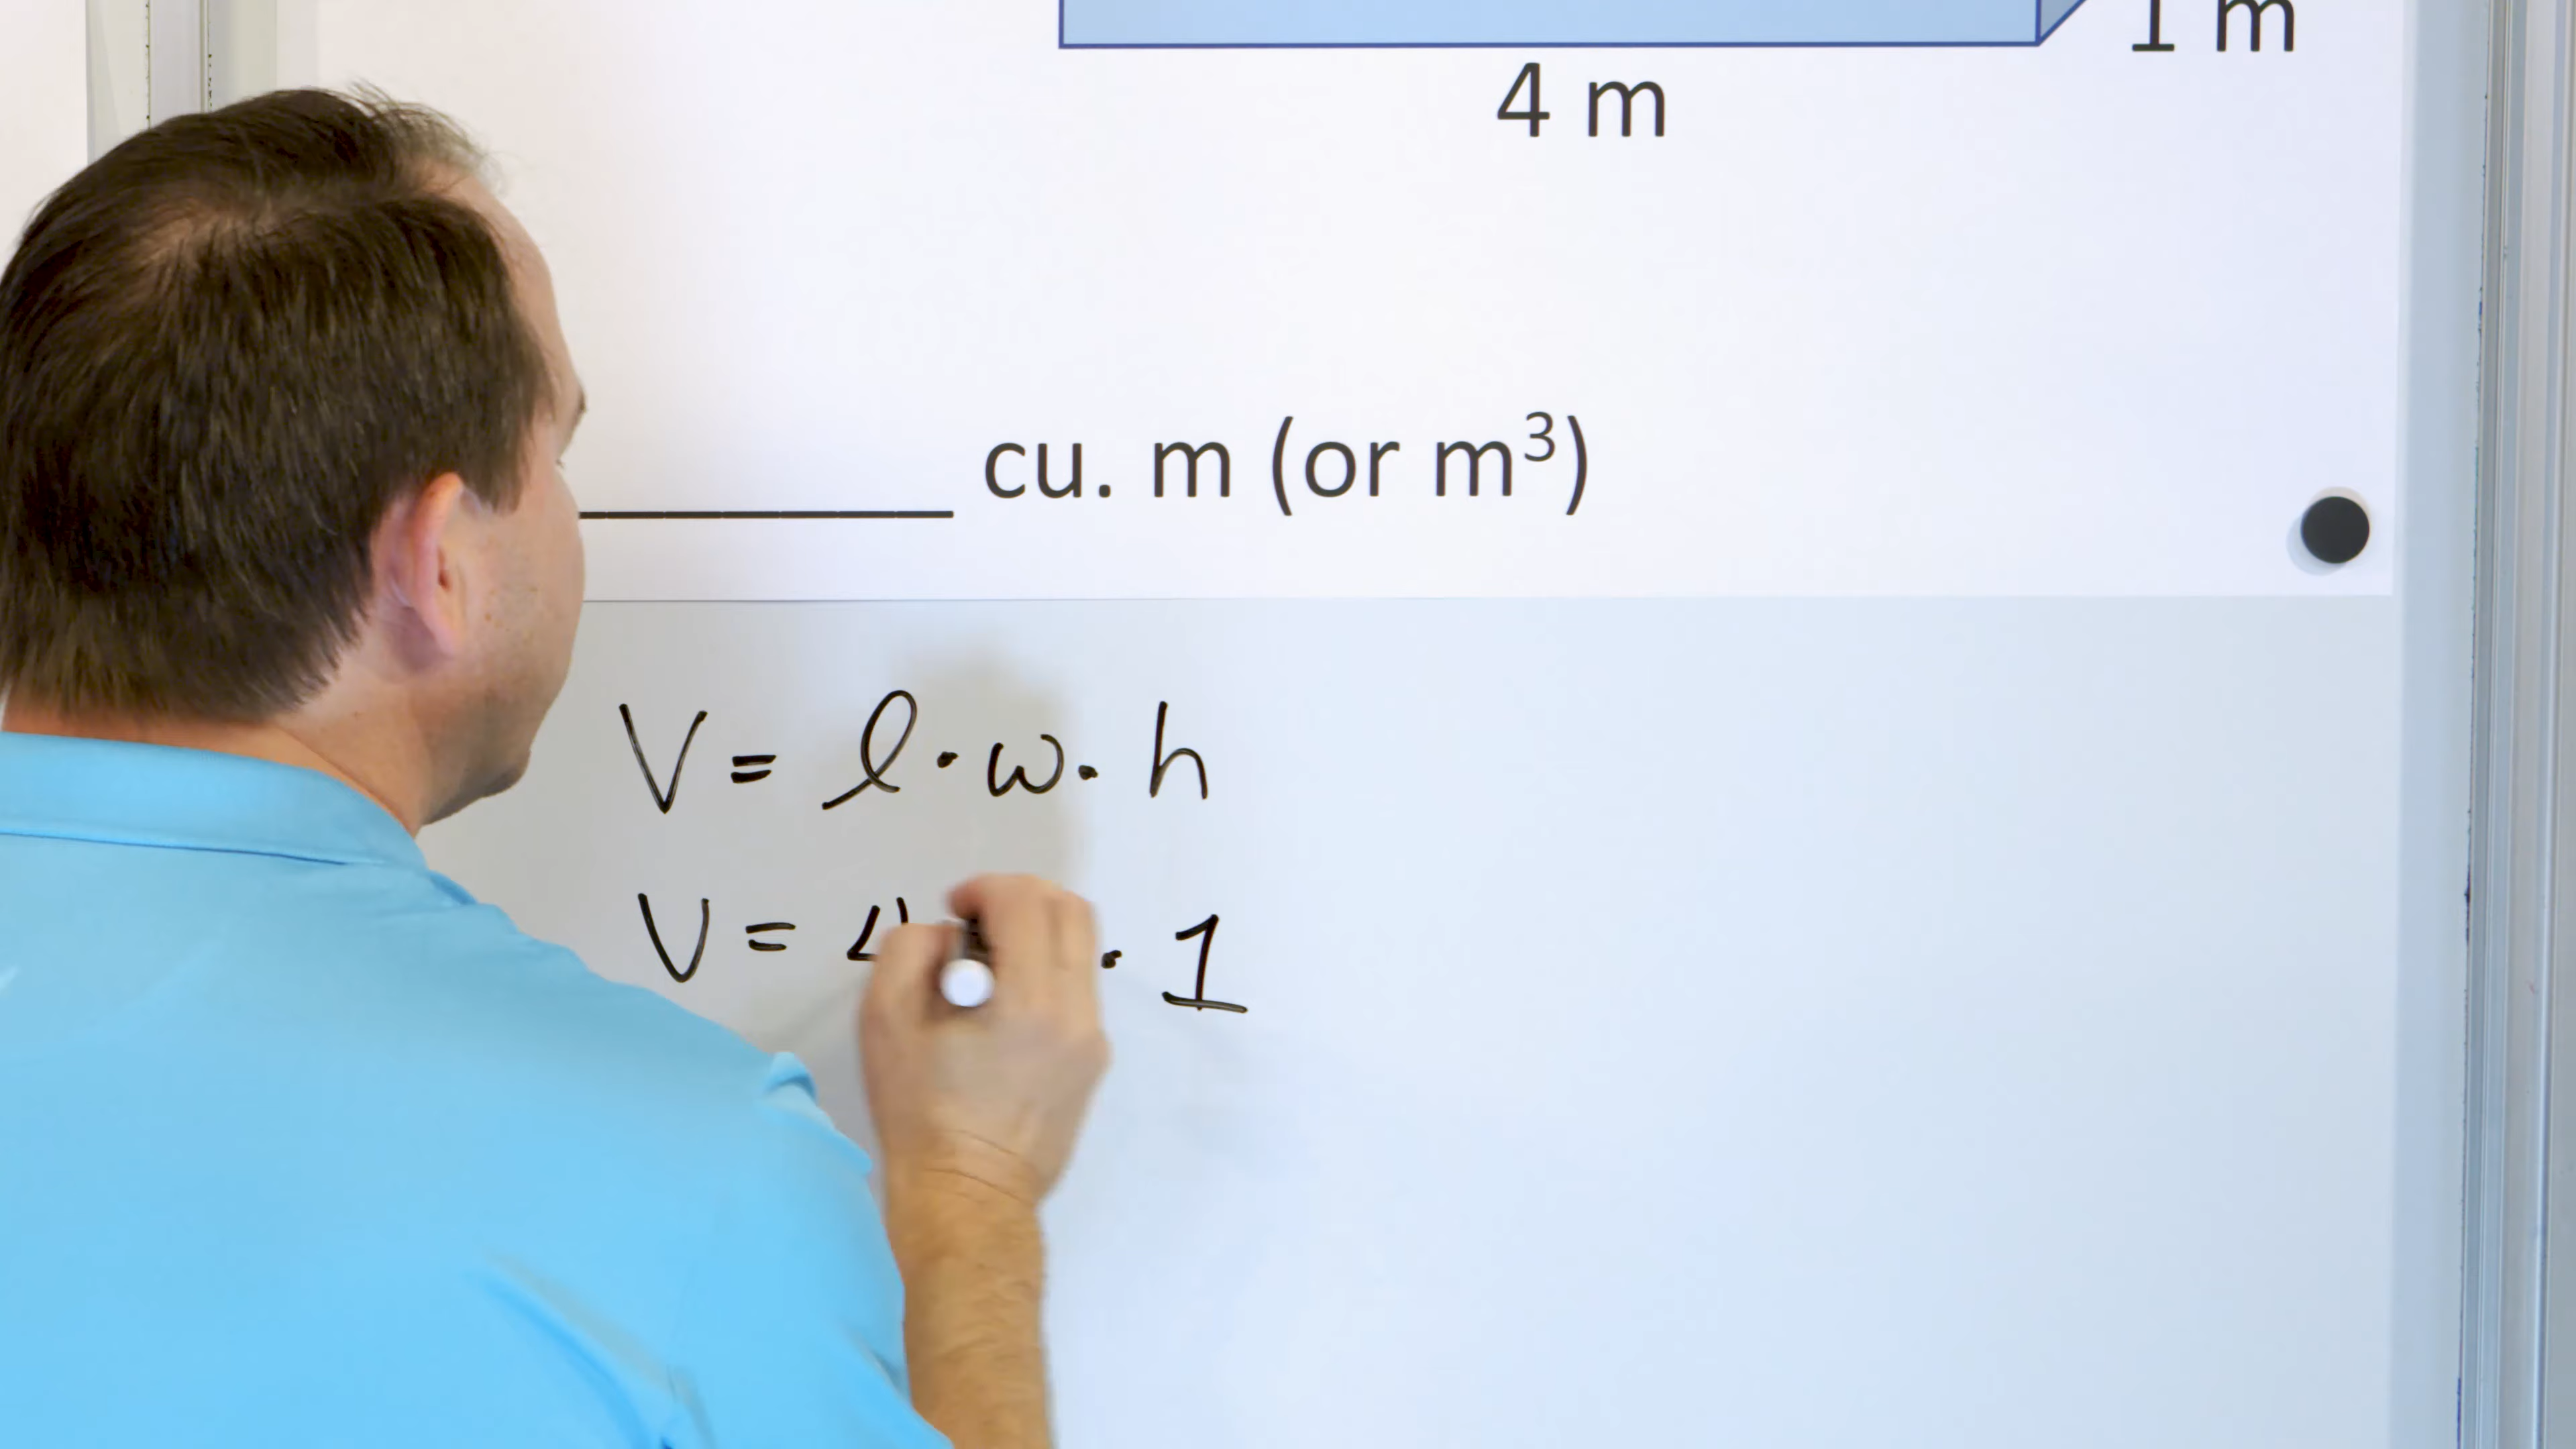 1 m
4 m
cu. m (or m³)
V = l · w · h
V = 4 · 1